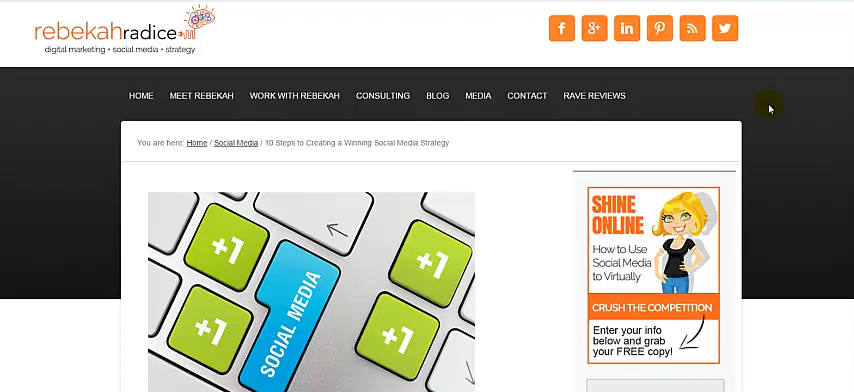 rebekahradice
digital marketing • social media • strategy
HOME MEET REBEKAH WORK WITH REBEKAH CONSULTING BLOG MEDIA CONTACT RAVE REVIEWS
You are here: Home / Social Media / 10 Steps to Creating a Winning Social Media Strategy
+1
+1
+1
+1
SOCIAL MEDIA
SHINE
ONLINE
How to Use
Social Media
to Virtually
CRUSH THE COMPETITION
Enter your info
below and grab
your FREE copy!